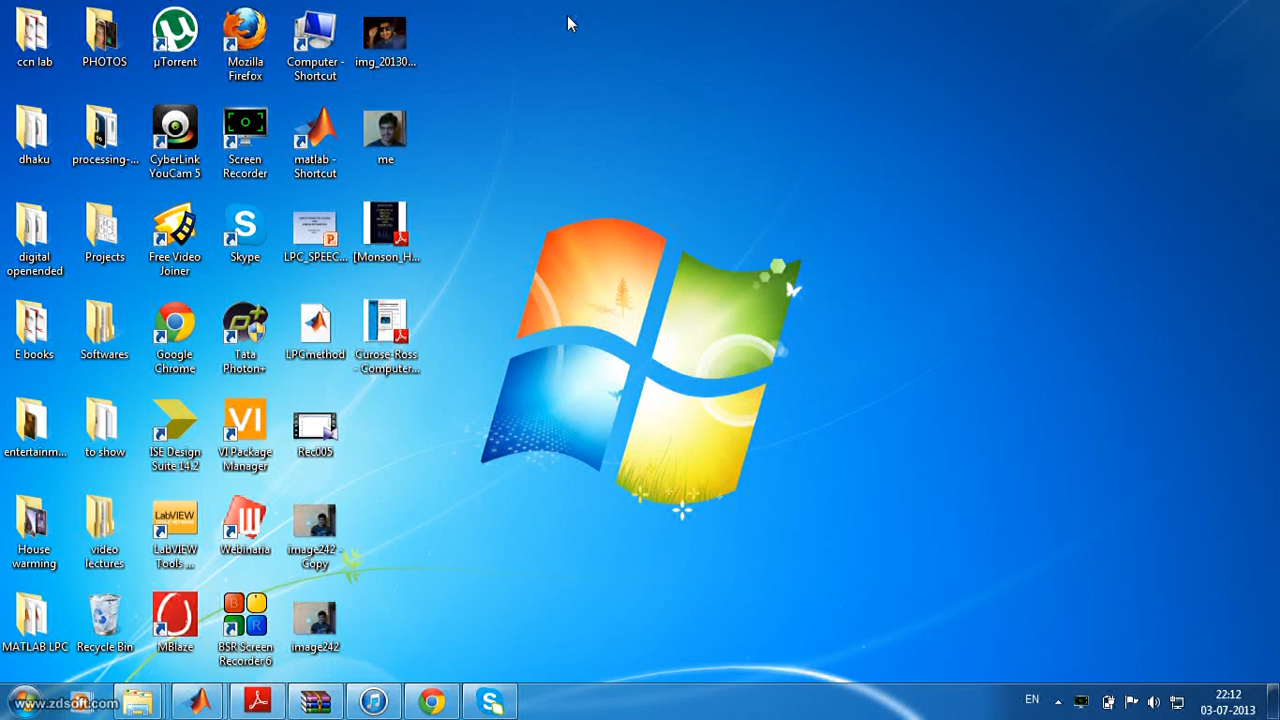 ccn lab
PHOTOS
µTorrent
Mozilla
Firefox
Computer -
Shortcut
img_20130...
dhaku
processing-...
CyberLink
YouCam 5
Screen
Recorder
matlab -
Shortcut
me
digital
openended
Projects
Free Video
Joiner
Skype
LPC_SPEEC...
[Monson_H...
E books
Softwares
Google
Chrome
Tata
Photon+
LPCmethod
Curose-Ross
- Computer...
entertainm...
to show
ISE Design
Suite 14.2
VI
VI Package
Manager
Rec005
House
warming
video
lectures
LabVIEW
LabVIEW
Tools ...
Webinaria
image242 -
Copy
MATLAB LPC
Recycle Bin
MBlaze
B
S
R
BSR Screen
Recorder 6
image242
www.zdsoft.com
EN
22:12
03-07-2013